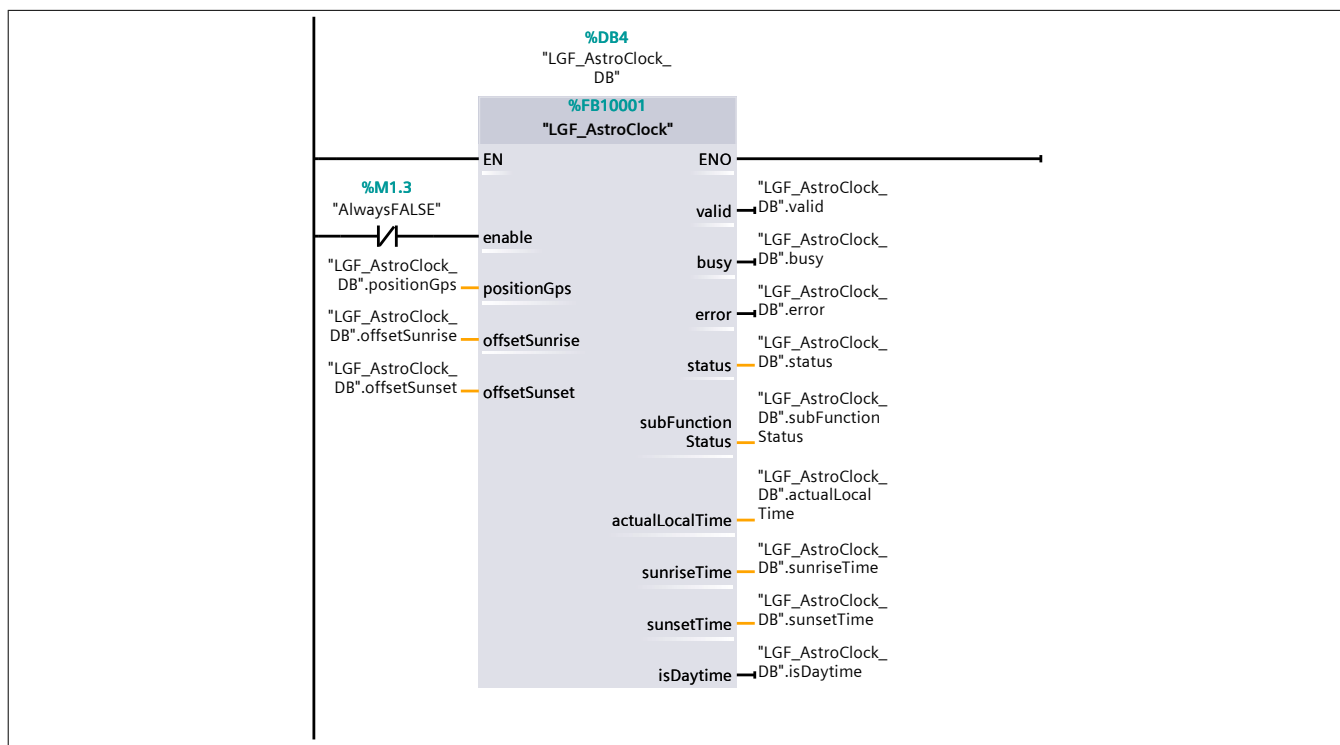 %DB4
"LGF_AstroClock_
DB"
%FB10001
"LGF_AstroClock"
EN
ENO
%M1.3
"AlwaysFALSE"
enable
"LGF_AstroClock_
DB".positionGps
positionGps
"LGF_AstroClock_
DB".offsetSunrise
offsetSunrise
"LGF_AstroClock_
DB".offsetSunset
offsetSunset
valid
"LGF_AstroClock_
DB".valid
busy
"LGF_AstroClock_
DB".busy
error
"LGF_AstroClock_
DB".error
status
"LGF_AstroClock_
DB".status
subFunction
Status
"LGF_AstroClock_
DB".subFunction
Status
actualLocalTime
"LGF_AstroClock_
DB".actualLocal
Time
sunriseTime
"LGF_AstroClock_
DB".sunriseTime
sunsetTime
"LGF_AstroClock_
DB".sunsetTime
isDaytime
"LGF_AstroClock_
DB".isDaytime